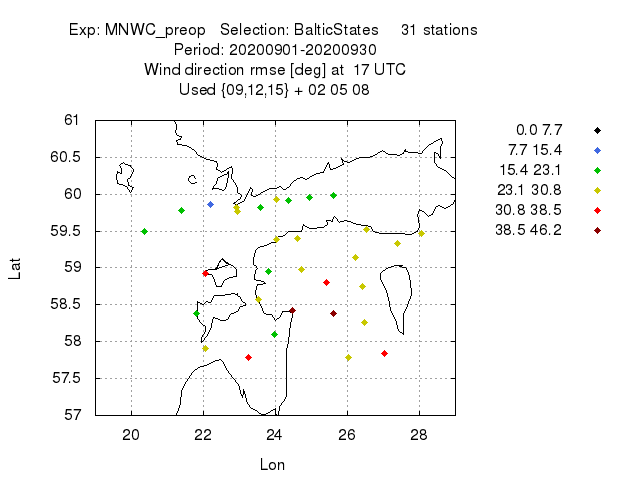 Exp: MNWC_preop   Selection: BalticStates     31 stations
Period: 20200901-20200930
Wind direction rmse [deg] at  17 UTC
Used {09,12,15} + 02 05 08
61
60.5
60
59.5
59
58.5
58
57.5
57
20 22 24 26 28
Lat
Lon
0.0 7.7
7.7 15.4
15.4 23.1
23.1 30.8
30.8 38.5
38.5 46.2